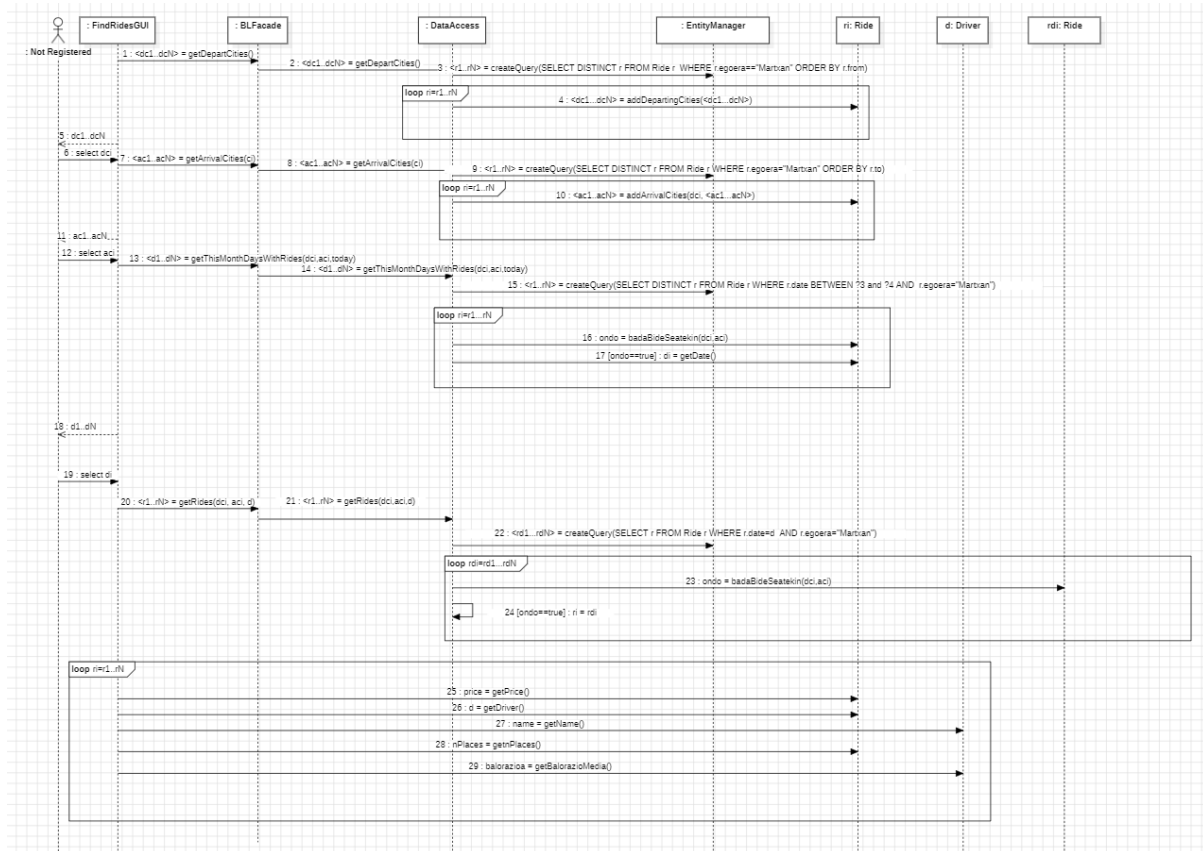 : FindRidesGUI
: BLFacade
: DataAccess
: EntityManager
ri: Ride
d: Driver
rdi: Ride
: Not Registered
1 : <dc1..dcN> = getDepartCities()
2 : <dc1..dcN> = getDepartCities()
3 : <r1..rN> = createQuery(SELECT DISTINCT r FROM Ride r WHERE r.egoera=="Martxan" ORDER BY r.from)
loop ri=r1..rN
4 : <dc1...dcN> = addDepartingCities(<dc1...dcN>)
5 : dc1..dcN
6 : select dci
7 : <ac1..acN> = getArrivalCities(ci)
8 : <ac1..acN> = getArrivalCities(ci)
9 : <r1..rN> = createQuery(SELECT DISTINCT r FROM Ride r WHERE r.egoera="Martxan" ORDER BY r.to)
loop ri=r1..rN
10 : <ac1..acN> = addArrivalCities(dci, <ac1...acN>)
11 : ac1..acN
12 : select aci
13 : <d1..dN> = getThisMonthDaysWithRides(dci,aci,today)
14 : <d1..dN> = getThisMonthDaysWithRides(dci,aci,today)
15 : <r1..rN> = createQuery(SELECT DISTINCT r FROM Ride r WHERE r.date BETWEEN ?3 and ?4 AND r.egoera="Martxan")
loop ri=r1...rN
16 : ondo = badaBideSeatekin(dci,aci)
17 [ondo==true] : di = getDate()
18 : d1..dN
19 : select di
20 : <r1..rN> = getRides(dci, aci, d)
21 : <r1..rN> = getRides(dci,aci,d)
22 : <rd1..rdN> = createQuery(SELECT r FROM Ride r WHERE r.date=d AND r.egoera="Martxan")
loop rdi=rd1...rdN
23 : ondo = badaBideSeatekin(dci,aci)
24 [ondo==true] : ri = rdi
loop ri=r1..rN
25 : price = getPrice()
26 : d = getDriver()
27 : name = getName()
28 : nPlaces = getnPlaces()
29 : balorazioa = getBalorazioMedia()